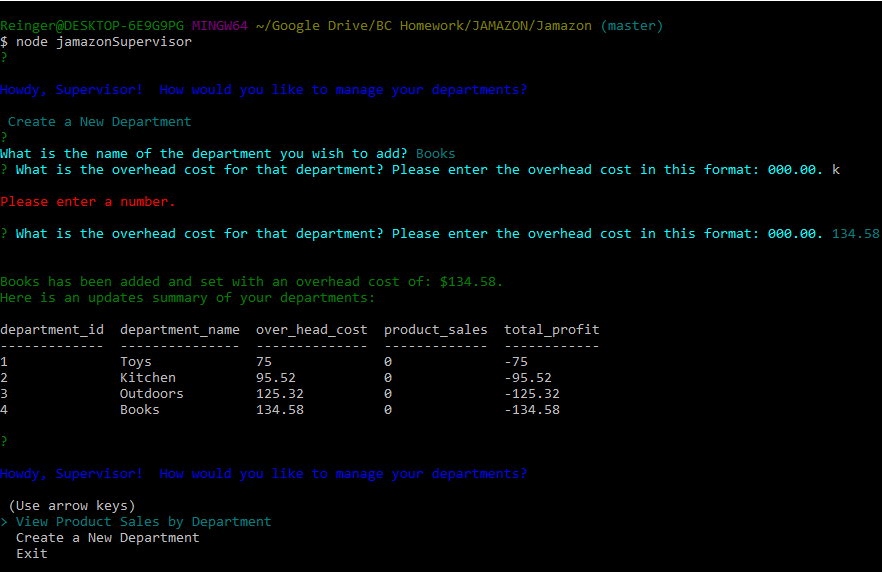 Reinger@DESKTOP-6E9G9PG MINGW64 ~/Google Drive/BC Homework/JAMAZON/Jamazon (master)
$ node jamazonSupervisor
?
Howdy, Supervisor!  How would you like to manage your departments?
Create a New Department
?
What is the name of the department you wish to add? Books
? What is the overhead cost for that department? Please enter the overhead cost in this format: 000.00. k
Please enter a number.
? What is the overhead cost for that department? Please enter the overhead cost in this format: 000.00. 134.58
Books has been added and set with an overhead cost of: $134.58.
Here is an updates summary of your departments:
department_id  department_name  over_head_cost  product_sales  total_profit
-------------  ---------------  --------------  -------------  ------------
1              Toys             75              0              -75
2              Kitchen          95.52           0              -95.52
3              Outdoors         125.32          0              -125.32
4              Books            134.58          0              -134.58
?
Howdy, Supervisor!  How would you like to manage your departments?
(Use arrow keys)
> View Product Sales by Department
Create a New Department
Exit